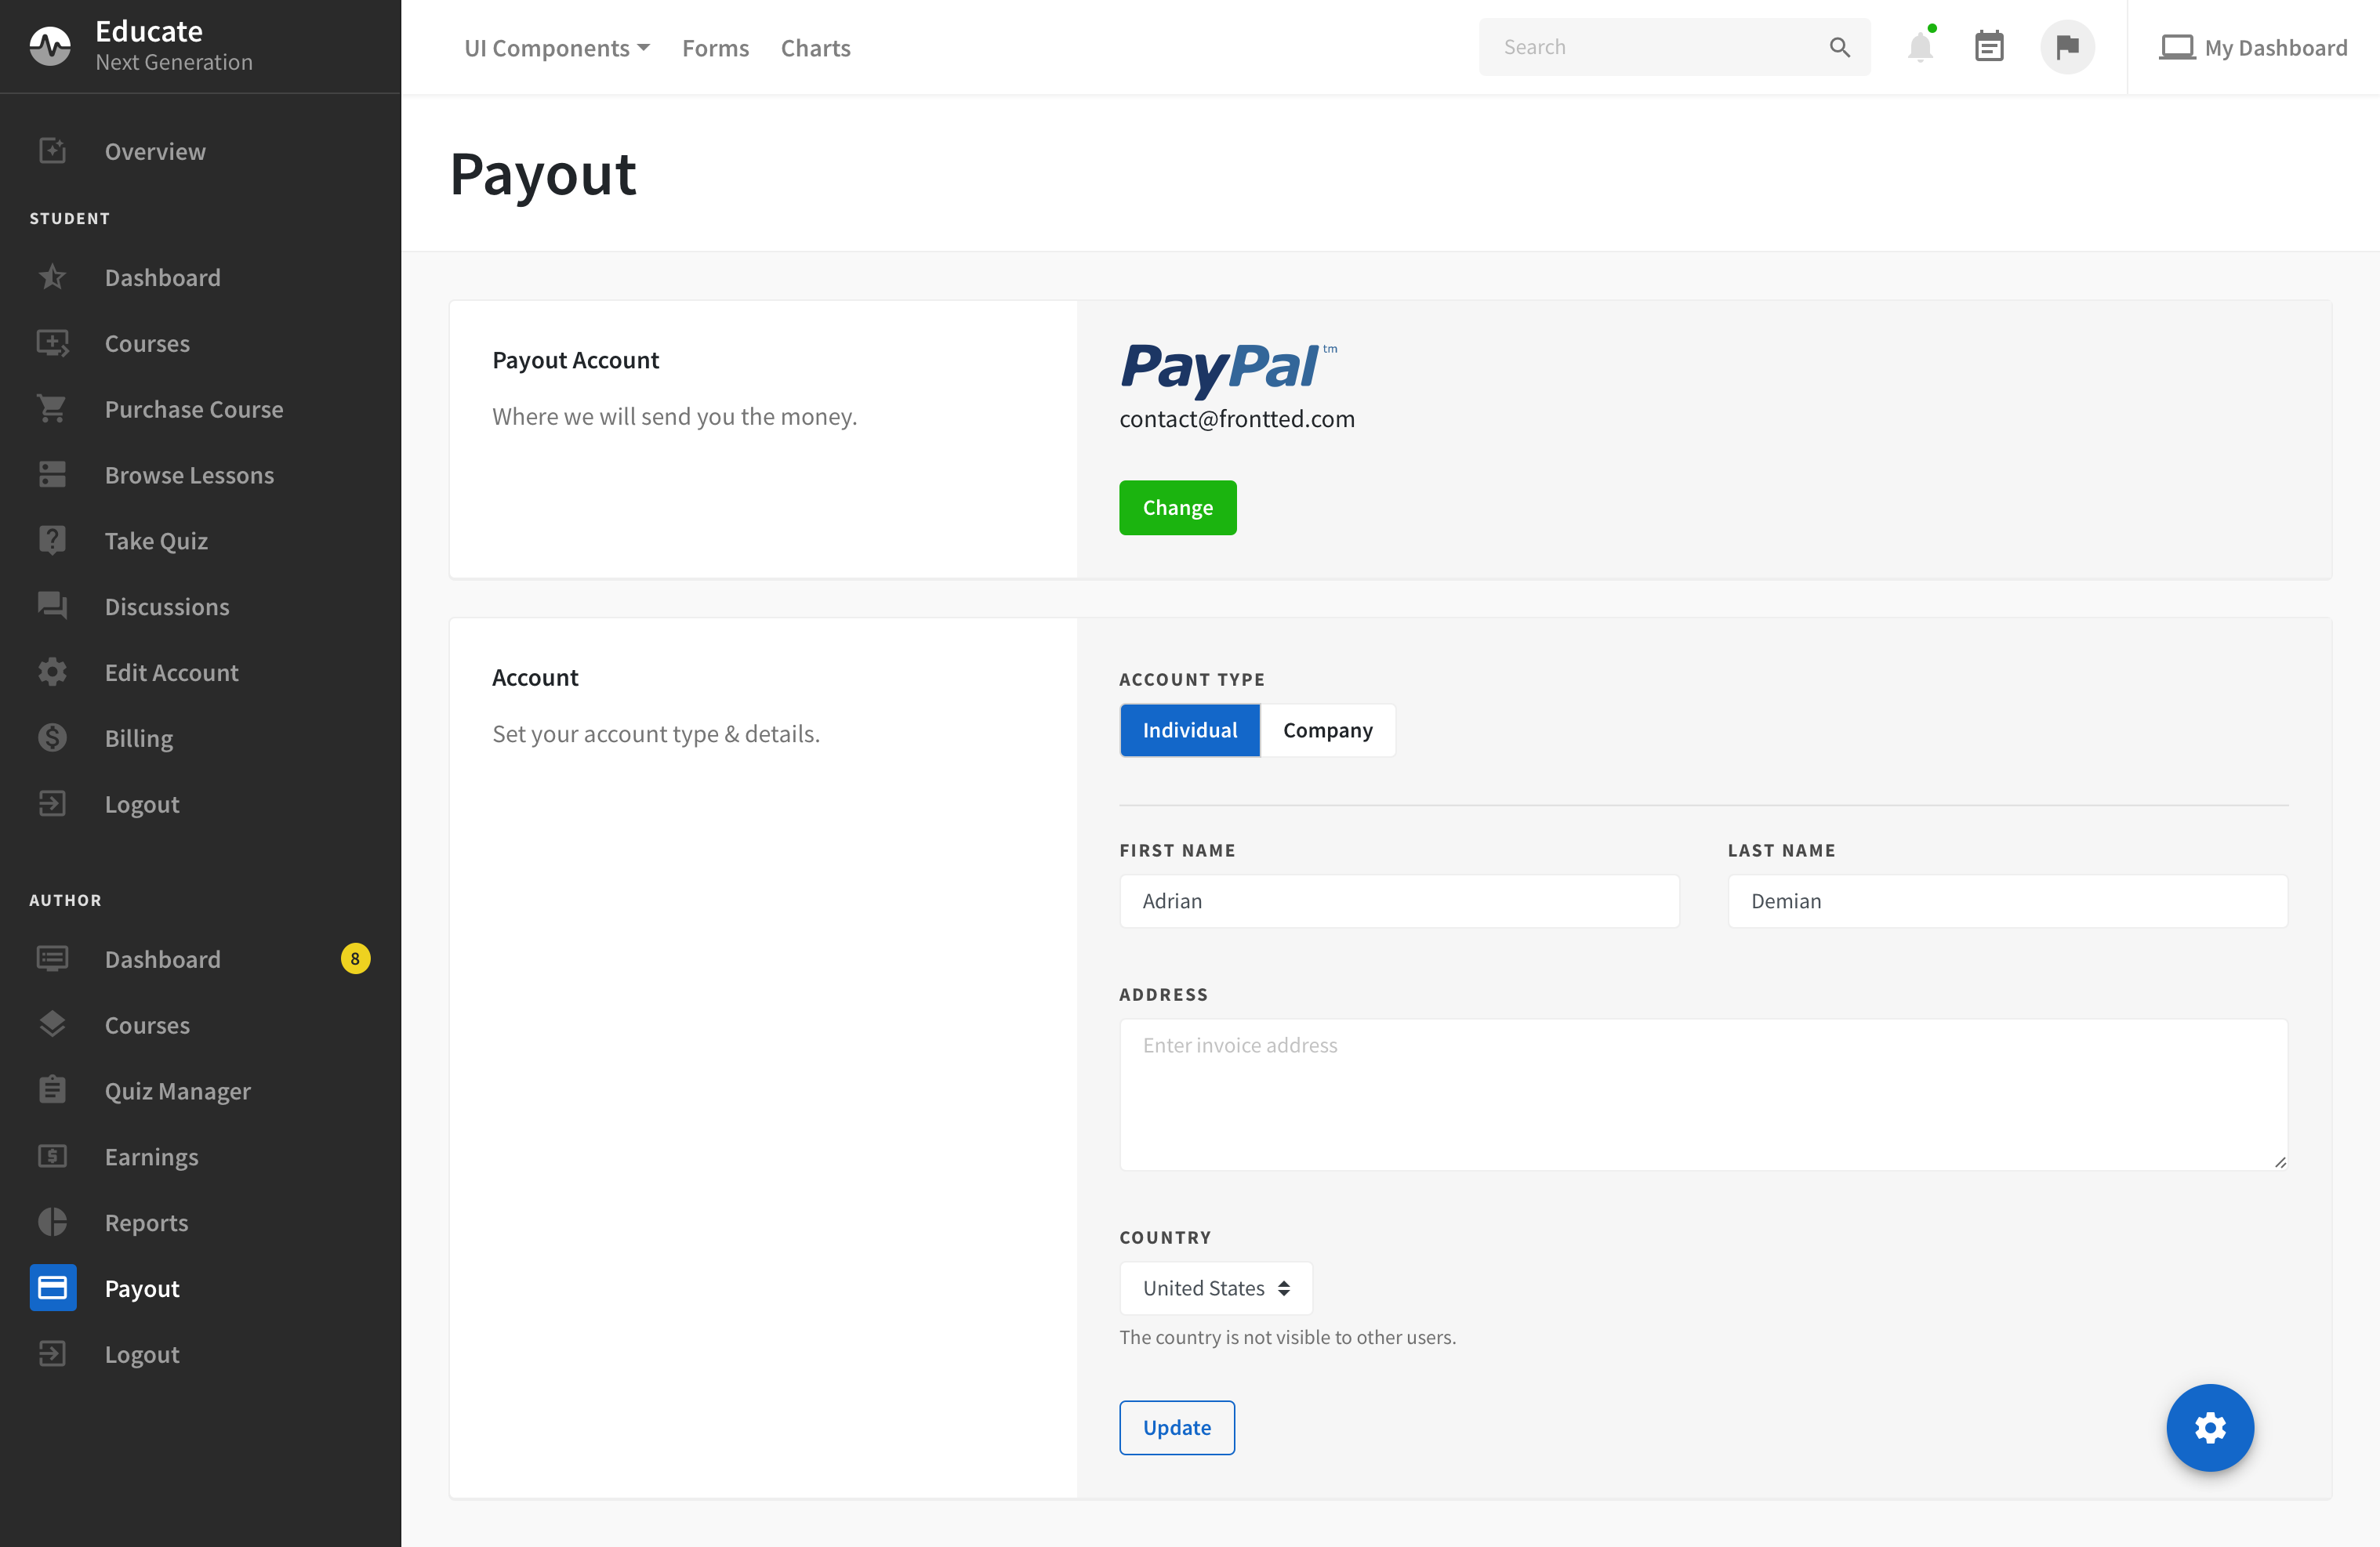 Educate
Next Generation
UI Components
Forms
Charts
Search
My Dashboard
Overview
STUDENT
Dashboard
Courses
Purchase Course
Browse Lessons
Take Quiz
Discussions
Edit Account
Billing
Logout
AUTHOR
Dashboard
8
Courses
Quiz Manager
Earnings
Reports
Payout
Logout
Payout
Payout Account
Where we will send you the money.
PayPal™
contact@frontted.com
Change
Account
Set your account type & details.
ACCOUNT TYPE
Individual
Company
FIRST NAME
Adrian
LAST NAME
Demian
ADDRESS
Enter invoice address
COUNTRY
United States
The country is not visible to other users.
Update